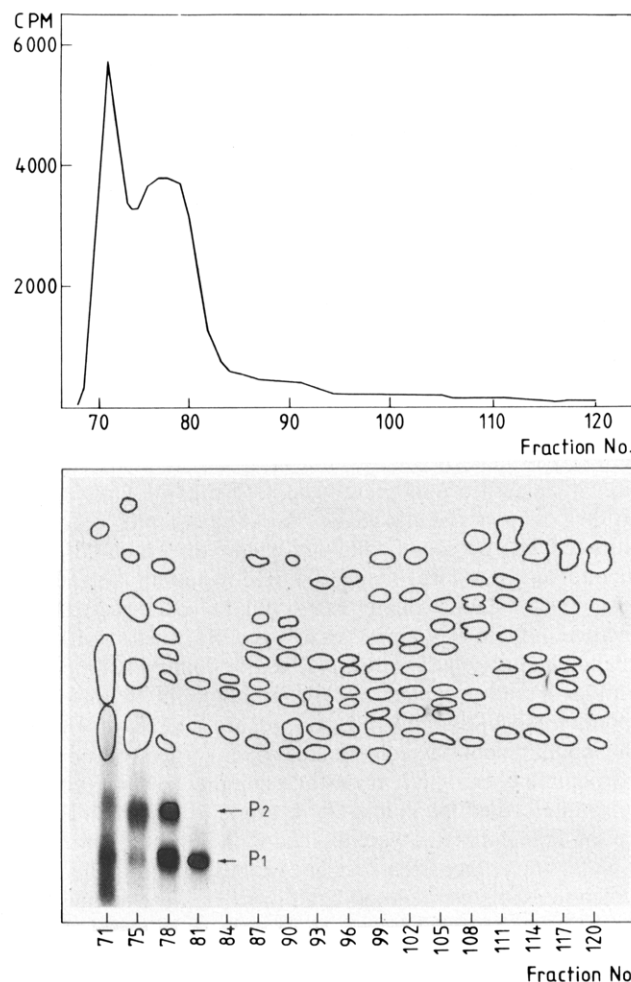 CPM
6000
4000
2000
70 80 90 100 110 120
Fraction No.
← P2
← P1
71 75 78 81 84 87 90 93 96 99 102 105 108 111 114 117 120
Fraction No